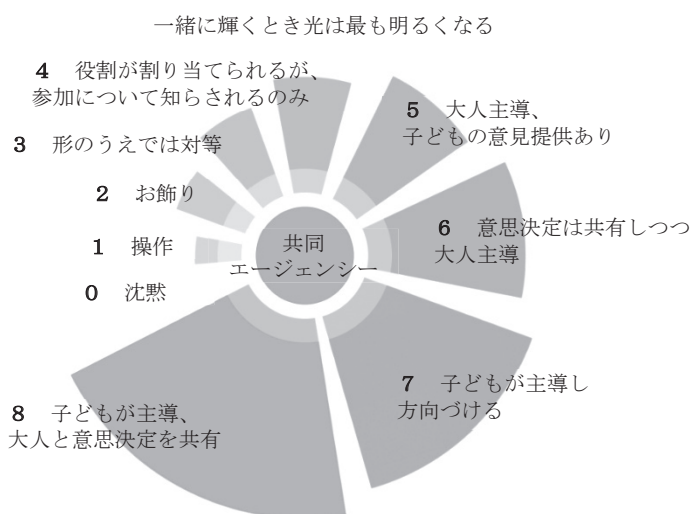 一緒に輝くとき光は最も明るくなる
4 役割が割り当てられるが、
参加について知らされるのみ
3 形のうえでは対等
2 お飾り
1 操作
0 沈黙
5 大人主導、
子どもの意見提供あり
6 意思決定は共有しつつ
大人主導
共同
エージェンシー
7 子どもが主導し
方向づける
8 子どもが主導、
大人と意思決定を共有